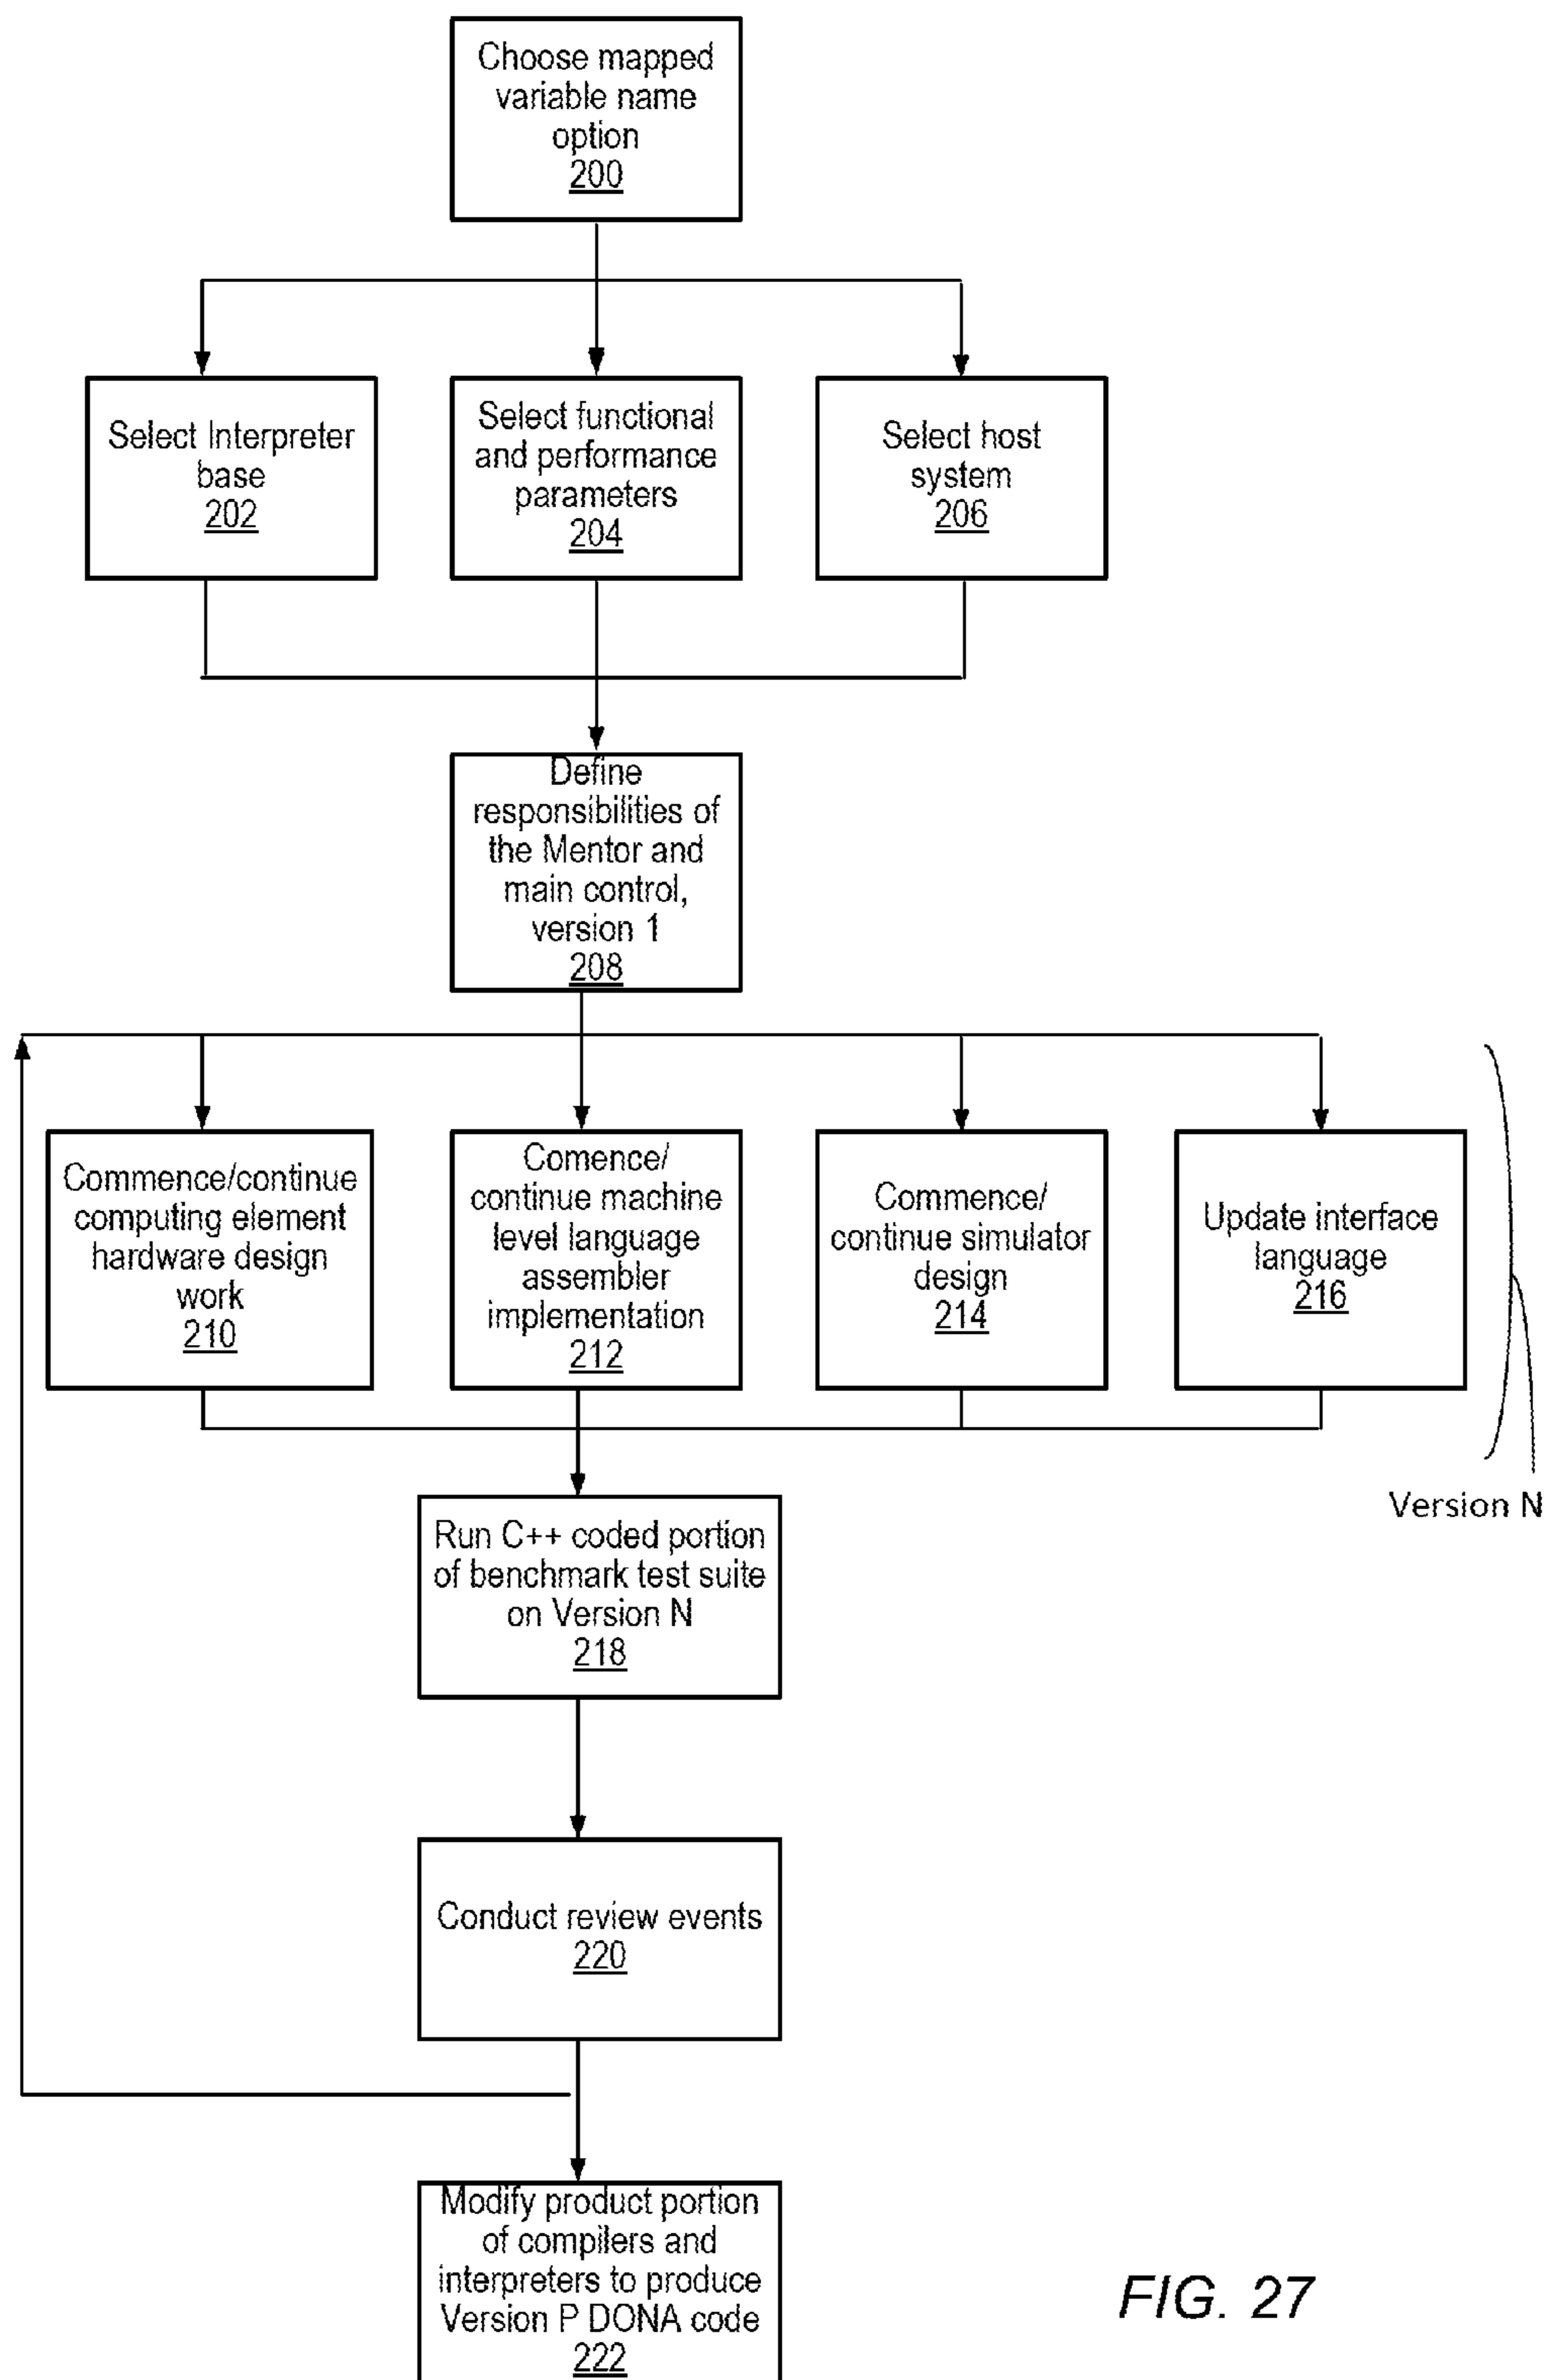 Choose mapped
variable name
option
200
Select Interpreter
base
202
Select functional
and performance
parameters
204
Select host
system
206
Define
responsibilities of
the Mentor and
main control,
version 1
208
Commence/continue
computing element
hardware design
work
210
Comence/
continue machine
level language
assembler
implementation
212
Commence/
continue simulator
design
214
Update interface
language
216
Version N
Run C++ coded portion
of benchmark test suite
on Version N
218
Conduct review events
220
Modify product portion
of compilers and
interpreters to produce
Version P DONA code
222
FIG. 27